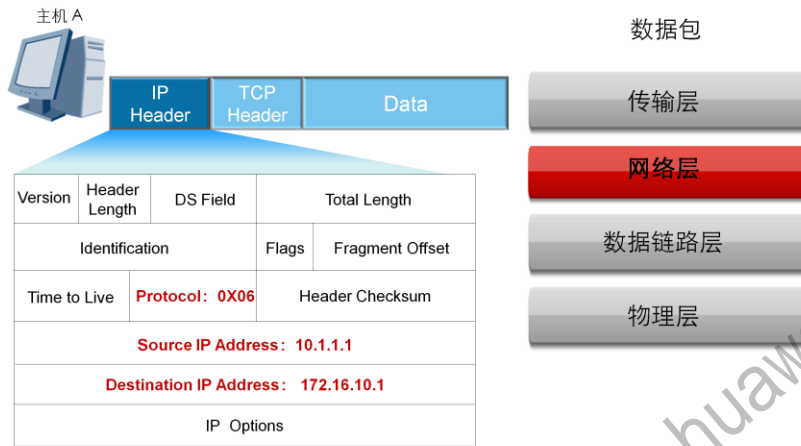 主机 A
数据包
IP
Header
TCP
Header
Data
传输层
网络层
数据链路层
物理层
Version
Header
Length
DS Field
Total Length
Identification
Flags
Fragment Offset
Time to Live
Protocol：0X06
Header Checksum
Source IP Address：10.1.1.1
Destination IP Address：172.16.10.1
IP Options